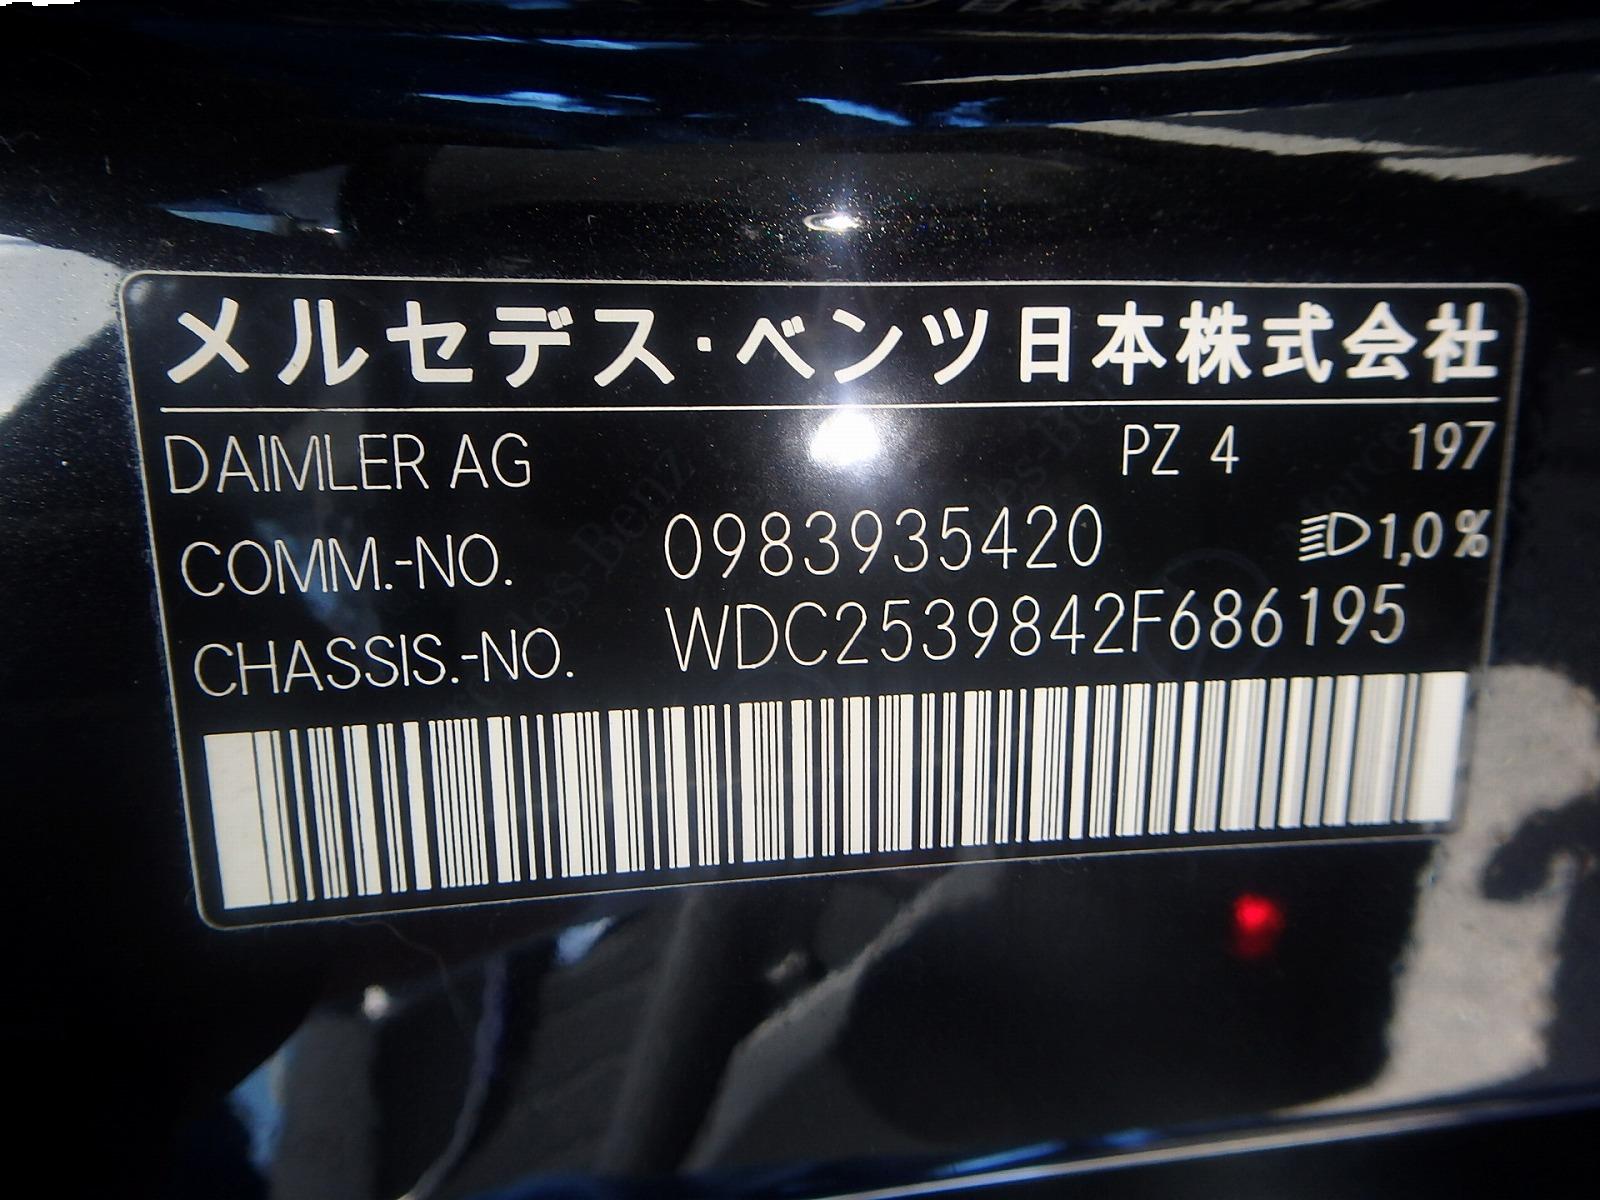 メルセデス・ベンツ日本株式会社
DAIMLER AG PZ 4 197
COMM.-NO. 0983935420 1,0%
CHASSIS.-NO. WDC2539842F686195